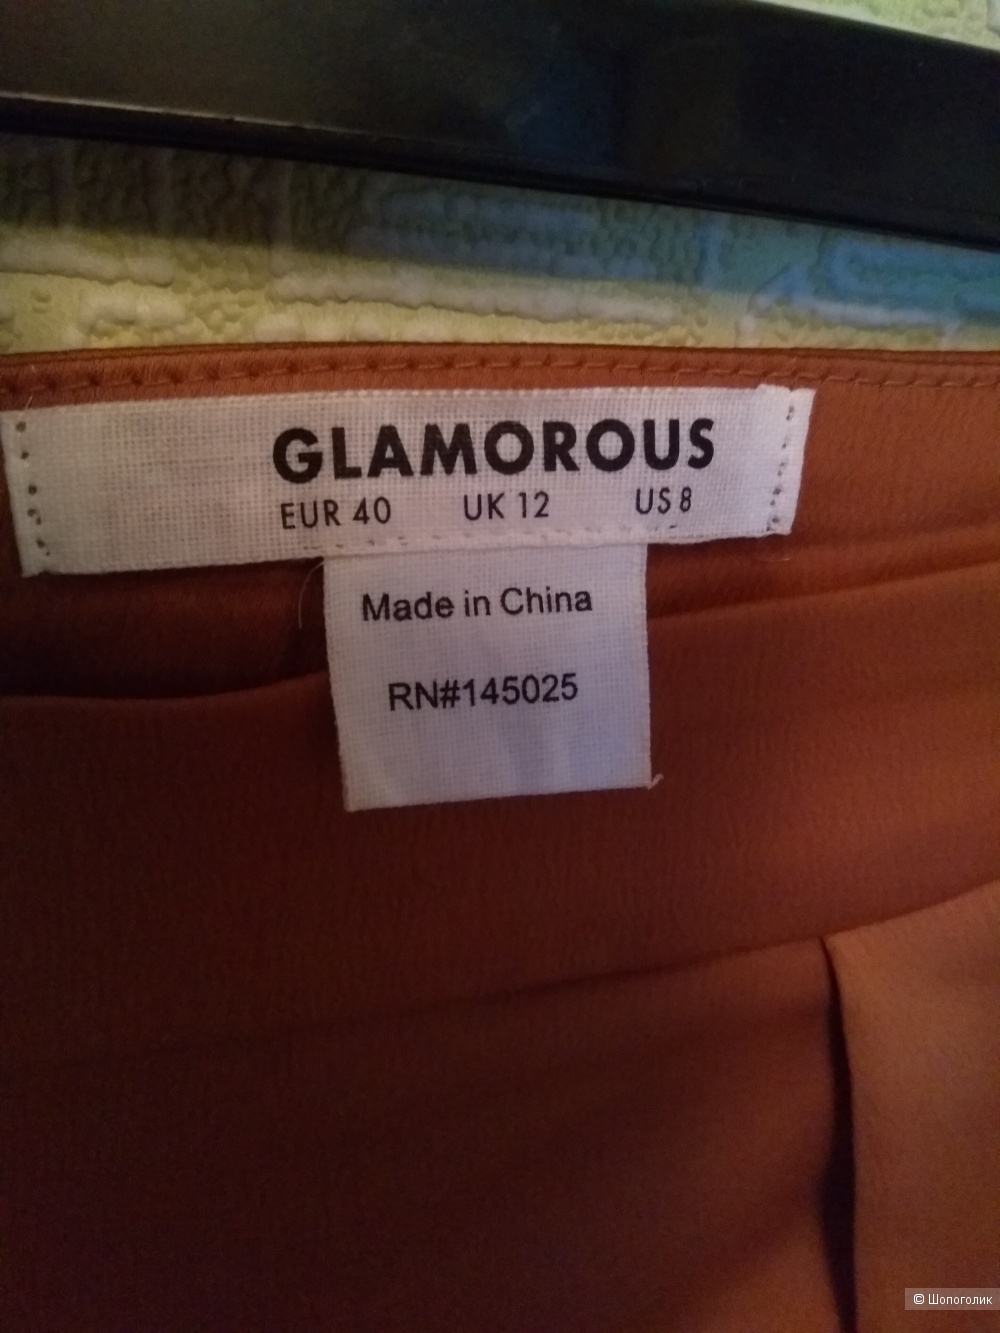 GLAMOROUS
EUR 40 UK 12 US 8
Made in China
RN#145025
© Шопоголик